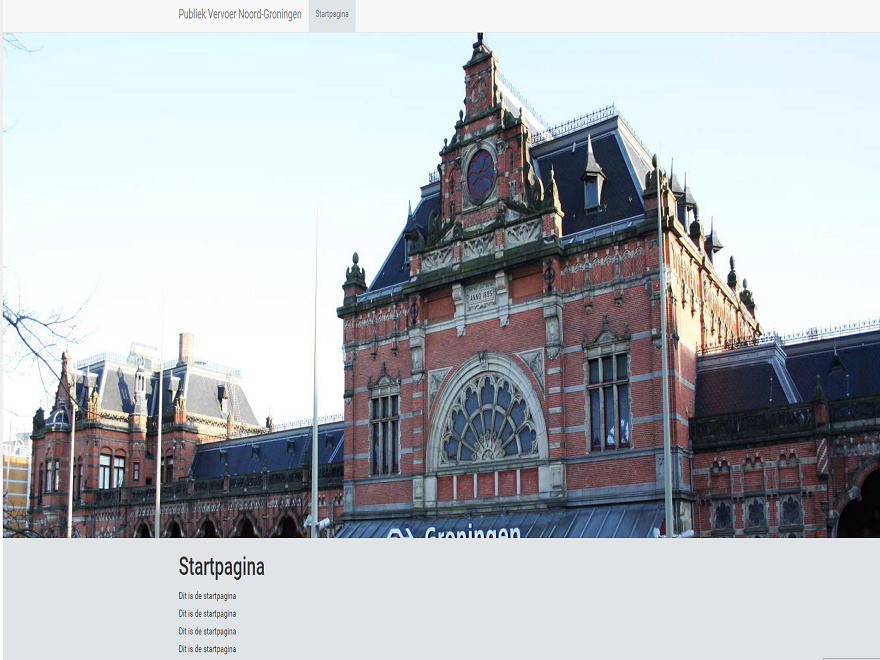 Publiek Vervoer Noord-Groningen Startpagina
ANNO 1895
Groningen
Startpagina
Dit is de startpagina
Dit is de startpagina
Dit is de startpagina
Dit is de startpagina